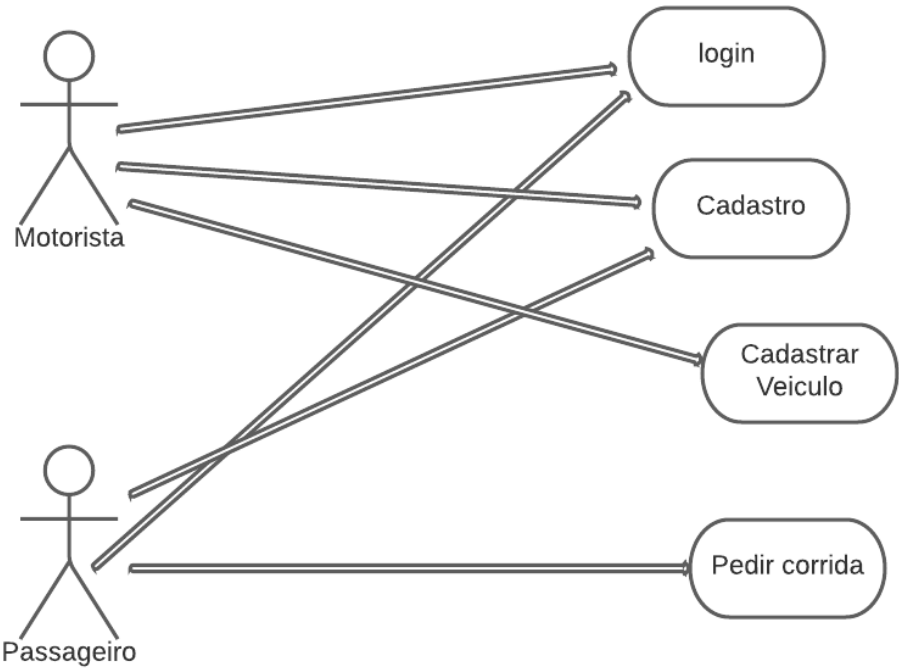 login
Cadastro
Motorista
Cadastrar
Veiculo
Pedir corrida
Passageiro